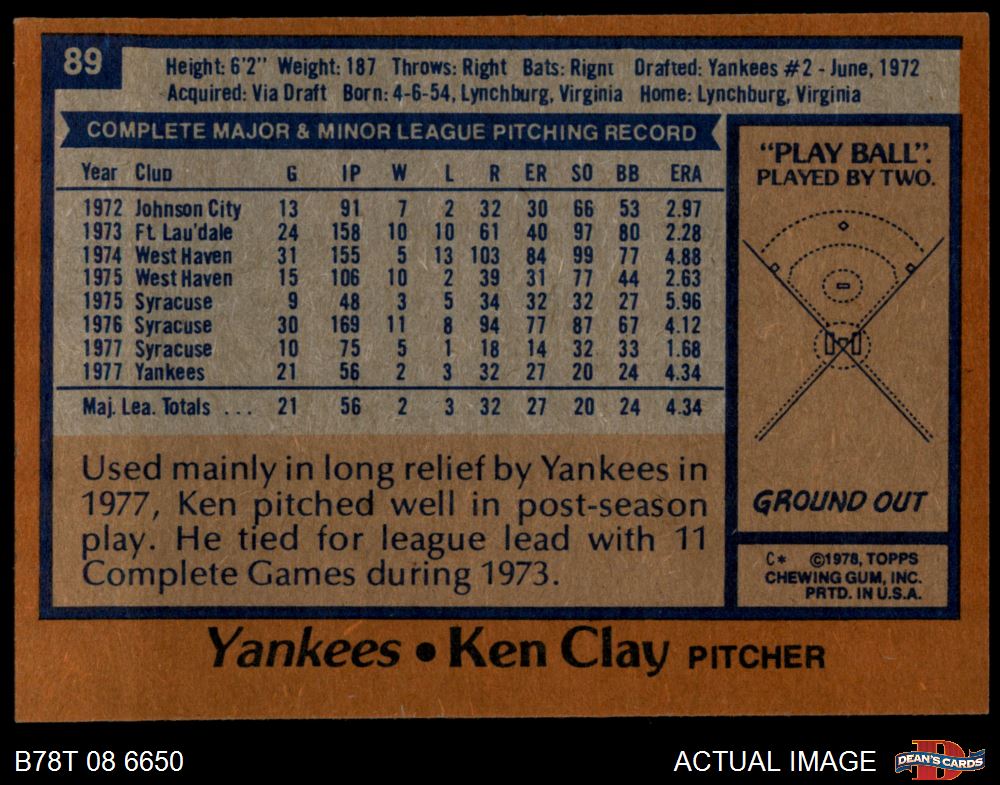 89
Height: 6'2" Weight: 187 Throws: Right Bats: Right Drafted: Yankees #2 - June, 1972
Acquired: Via Draft Born: 4-6-54, Lynchburg, Virginia Home: Lynchburg, Virginia
COMPLETE MAJOR & MINOR LEAGUE PITCHING RECORD
Year Club G IP W L R ER SO BB ERA
1972 Johnson City 13 91 7 2 32 30 66 53 2.97
1973 Ft. Lau'dale 24 158 10 10 61 40 97 80 2.28
1974 West Haven 31 155 5 13 103 84 99 77 4.88
1975 West Haven 15 106 10 2 39 31 77 44 2.63
1975 Syracuse 9 48 3 5 34 32 32 27 5.96
1976 Syracuse 30 169 11 8 94 77 87 67 4.12
1977 Syracuse 10 75 5 1 18 14 32 33 1.68
1977 Yankees 21 56 2 3 32 27 20 24 4.34
Maj. Lea. Totals ... 21 56 2 3 32 27 20 24 4.34
Used mainly in long relief by Yankees in
1977, Ken pitched well in post-season
play. He tied for league lead with 11
Complete Games during 1973.
"PLAY BALL".
PLAYED BY TWO.
GROUND OUT
C* ©1978, TOPPS
CHEWING GUM, INC.
PRTD. IN U.S.A.
Yankees • Ken Clay PITCHER
B78T 08 6650
ACTUAL IMAGE
DEAN'S CARDS